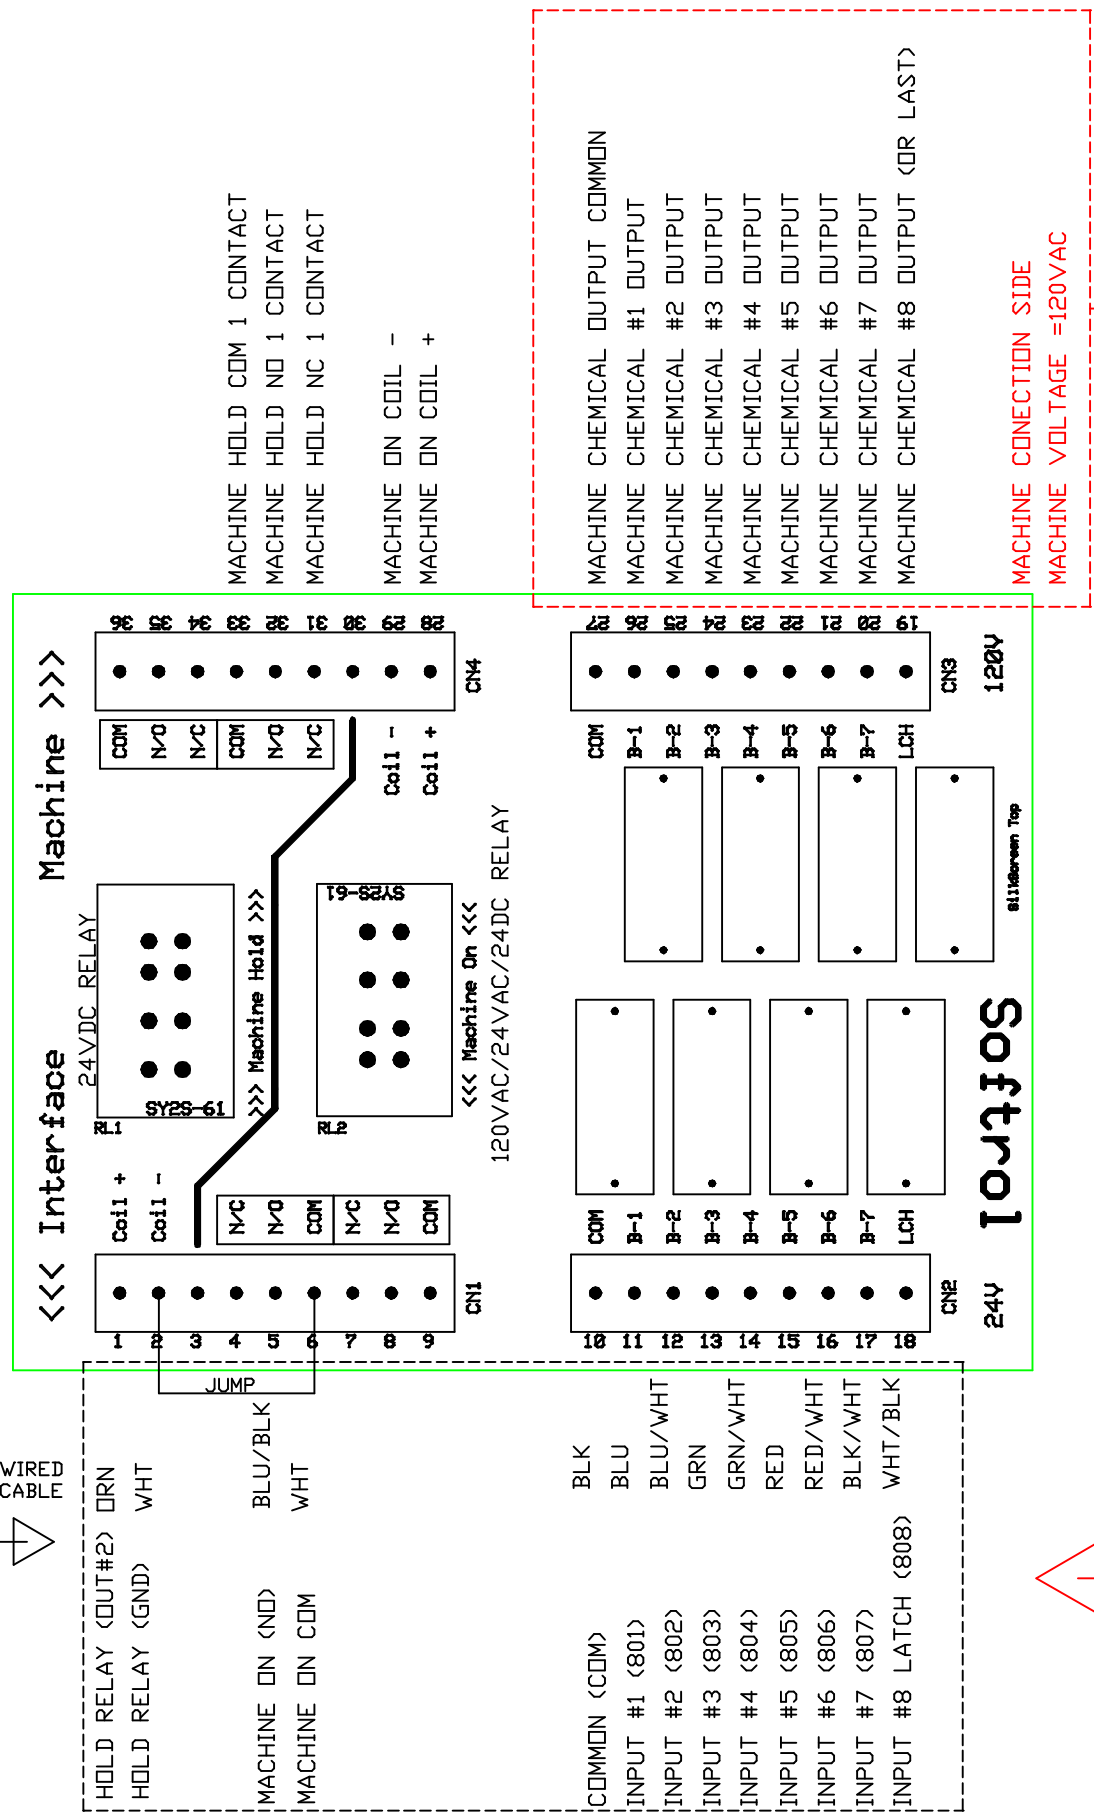 <<< Interface
Machine >>>
24VDC RELAY
MACHINE HOLD COM 1 CONTACT
MACHINE HOLD NO 1 CONTACT
MACHINE HOLD NC 1 CONTACT
MACHINE ON COIL -
MACHINE ON COIL +
MACHINE CHEMICAL OUTPUT COMMON
MACHINE CHEMICAL #1 OUTPUT
MACHINE CHEMICAL #2 OUTPUT
MACHINE CHEMICAL #3 OUTPUT
MACHINE CHEMICAL #4 OUTPUT
MACHINE CHEMICAL #5 OUTPUT
MACHINE CHEMICAL #6 OUTPUT
MACHINE CHEMICAL #7 OUTPUT
MACHINE CHEMICAL #8 OUTPUT (OR LAST)
MACHINE CONECTION SIDE
MACHINE VOLTAGE =120VAC
36
35
34
33
32
31
30
29
28
CN4
COM
N/O
N/C
COM
N/O
N/C
Coil -
Coil +
27
26
25
24
23
22
21
20
19
CN3
120V
COM
B-1
B-2
B-3
B-4
B-5
B-6
B-7
LCH
SilkScreen Top
SY2S-61
RL1
>>> Machine Hold >>>
SY2S-61
RL2
<<< Machine On <<<
120VAC/24VAC/24DC RELAY
Softrol
Coil +
Coil -
N/C
N/O
COM
N/C
N/O
COM
COM
B-1
B-2
B-3
B-4
B-5
B-6
B-7
LCH
CN1
1
2
3
4
5
6
7
8
9
CN2
24V
10
11
12
13
14
15
16
17
18
JUMP
WIRED
CABLE
HOLD RELAY (OUT#2) ORN
HOLD RELAY (GND) WHT
MACHINE ON (NO) BLU/BLK
MACHINE ON COM WHT
COMMON (COM) BLK
INPUT #1 (801) BLU
INPUT #2 (802) BLU/WHT
INPUT #3 (803) GRN
INPUT #4 (804) GRN/WHT
INPUT #5 (805) RED
INPUT #6 (806) RED/WHT
INPUT #7 (807) BLK/WHT
INPUT #8 LATCH (808) WHT/BLK